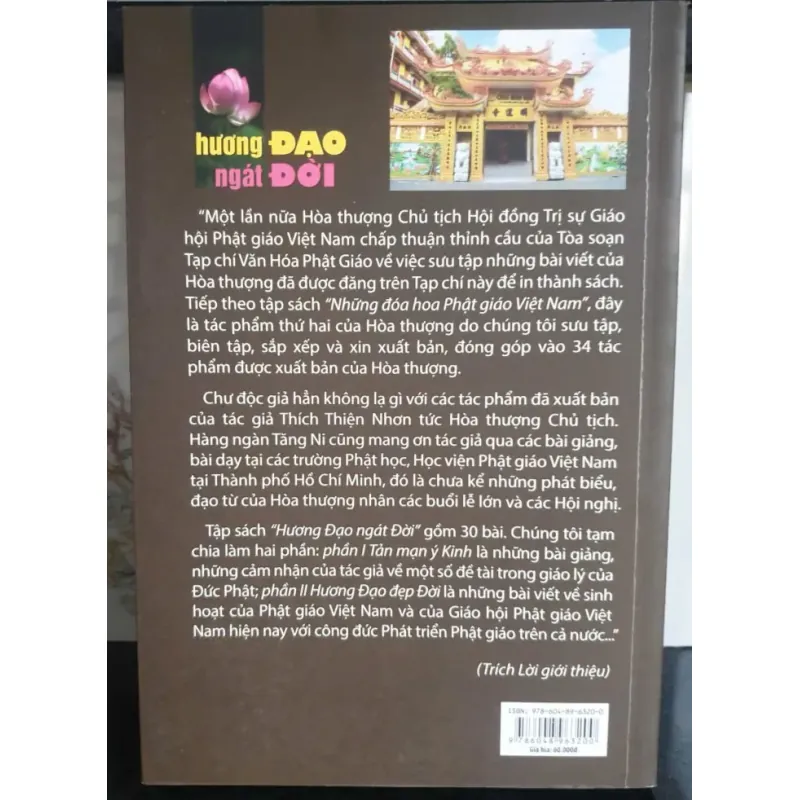 hương ĐẠO
ngát ĐỜI
"Một lần nữa Hòa thượng Chủ tịch Hội đồng Trị sự Giáo
hội Phật giáo Việt Nam chấp thuận thỉnh cầu của Tòa soạn
Tạp chí Văn Hóa Phật Giáo về việc sưu tập những bài viết của
Hòa thượng đã được đăng trên Tạp chí này để in thành sách.
Tiếp theo tập sách "Những đóa hoa Phật giáo Việt Nam", đây
là tác phẩm thứ hai của Hòa thượng do chúng tôi sưu tập,
biên tập, sắp xếp và xin xuất bản, đóng góp vào 34 tác
phẩm được xuất bản của Hòa thượng.
Chư độc giả hẳn không lạ gì với các tác phẩm đã xuất bản
của tác giả Thích Thiện Nhơn tức Hòa thượng Chủ tịch.
Hàng ngàn Tăng Ni cũng mang ơn tác giả qua các bài giảng,
bài dạy tại các trường Phật học, Học viện Phật giáo Việt Nam
tại Thành phố Hồ Chí Minh, đó là chưa kể những phát biểu,
đạo từ của Hòa thượng nhân các buổi lễ lớn và các Hội nghị.
Tập sách "Hương Đạo ngát Đời" gồm 30 bài. Chúng tôi tạm
chia làm hai phần: phần I Tản mạn ý Kinh là những bài giảng,
những cảm nhận của tác giả về một số đề tài trong giáo lý của
Đức Phật; phần II Hương Đạo đẹp Đời là những bài viết về sinh
hoạt của Phật giáo Việt Nam và của Giáo hội Phật giáo Việt
Nam hiện nay với công đức Phát triển Phật giáo trên cả nước..."
(Trích Lời giới thiệu)
ISBN: 978-604-89-6320-0
9 786048 963200